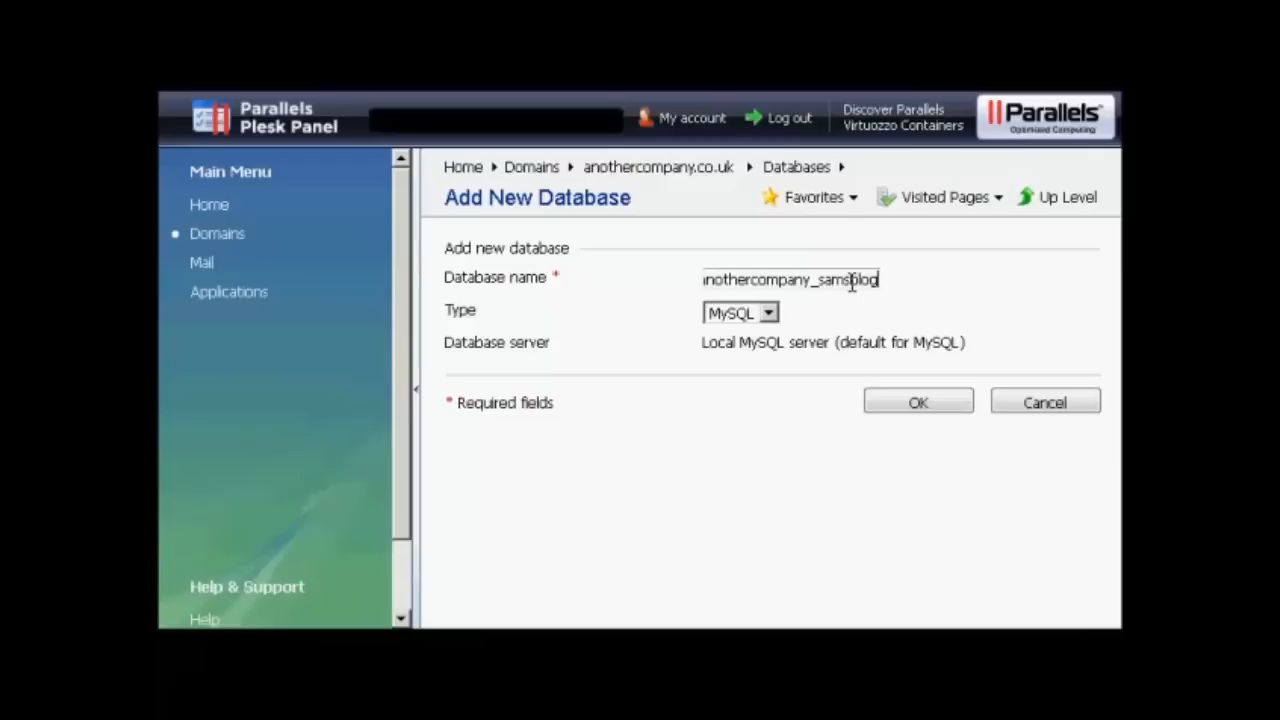 Parallels
Plesk Panel
My account
Log out
Discover Parallels
Virtuozzo Containers
Parallels
Optimized Computing
Main Menu
Home
Domains
Mail
Applications
Help & Support
Help
Home Domains anothercompany.co.uk Databases
Add New Database
Favorites
Visited Pages
Up Level
Add new database
Database name *
nothercompany_samsblog
Type
MySQL
Database server
Local MySQL server (default for MySQL)
* Required fields
OK
Cancel